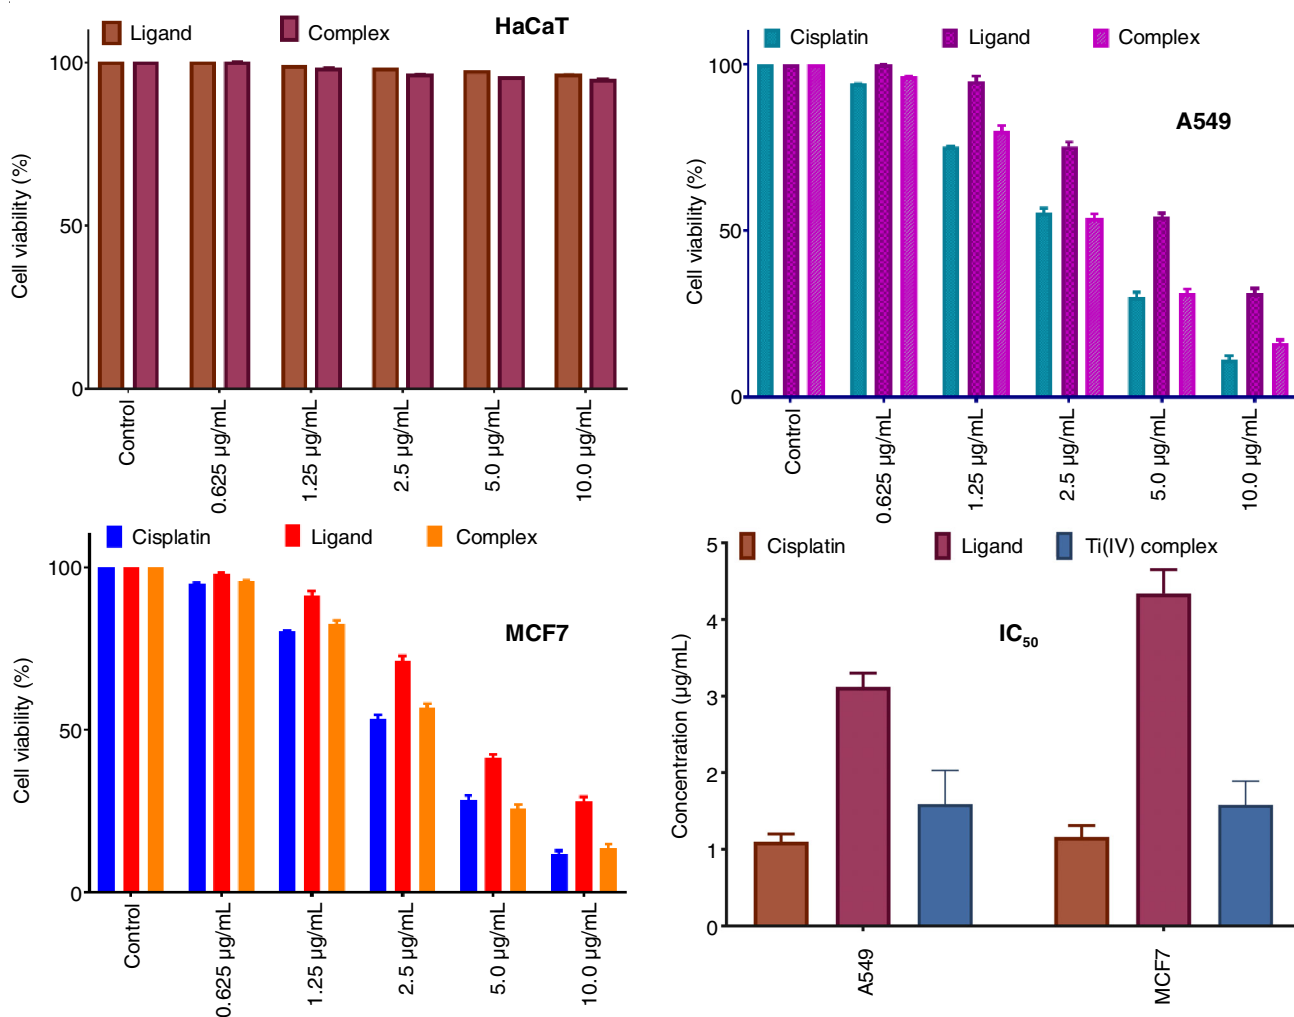 HaCaT
Ligand
Complex
Cell viability (%)
100
50
0
Control
0.625 µg/mL
1.25 µg/mL
2.5 µg/mL
5.0 µg/mL
10.0 µg/mL
Cisplatin
Ligand
Complex
A549
Cell viability (%)
100
50
0
Control
0.625 µg/mL
1.25 µg/mL
2.5 µg/mL
5.0 µg/mL
10.0 µg/mL
Cisplatin
Ligand
Complex
MCF7
Cell viability (%)
100
50
0
Control
0.625 µg/mL
1.25 µg/mL
2.5 µg/mL
5.0 µg/mL
10.0 µg/mL
Cisplatin
Ligand
Ti(IV) complex
IC50
Concentration (µg/mL)
5
4
3
2
1
0
A549
MCF7